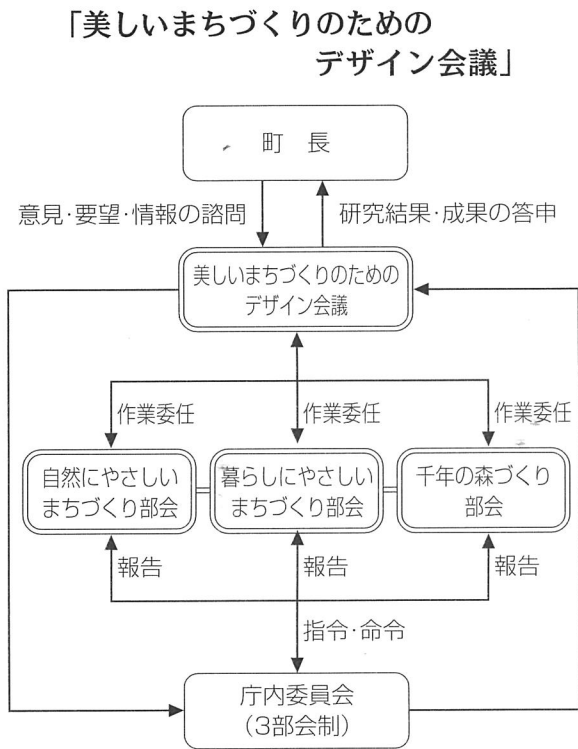 「美しいまちづくりのための
デザイン会議」
町 長
意見・要望・情報の諮問
研究結果・成果の答申
美しいまちづくりのための
デザイン会議
作業委任
作業委任
作業委任
自然にやさしい
まちづくり部会
暮らしにやさしい
まちづくり部会
千年の森づくり
部会
報告
報告
報告
指令・命令
庁内委員会
(3部会制)